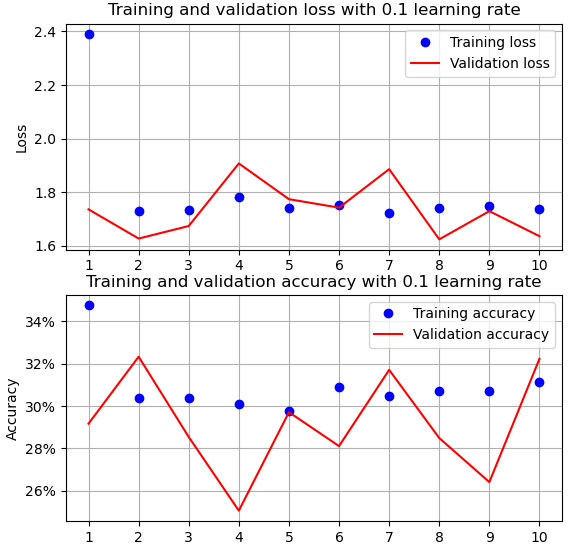 Training and validation loss with 0.1 learning rate
2.4
2.2
2.0
1.8
1.6
Loss
Training loss
Validation loss
1 2 3 4 5 6 7 8 9 10
Training and validation accuracy with 0.1 learning rate
34%
32%
30%
28%
26%
Accuracy
Training accuracy
Validation accuracy
1 2 3 4 5 6 7 8 9 10